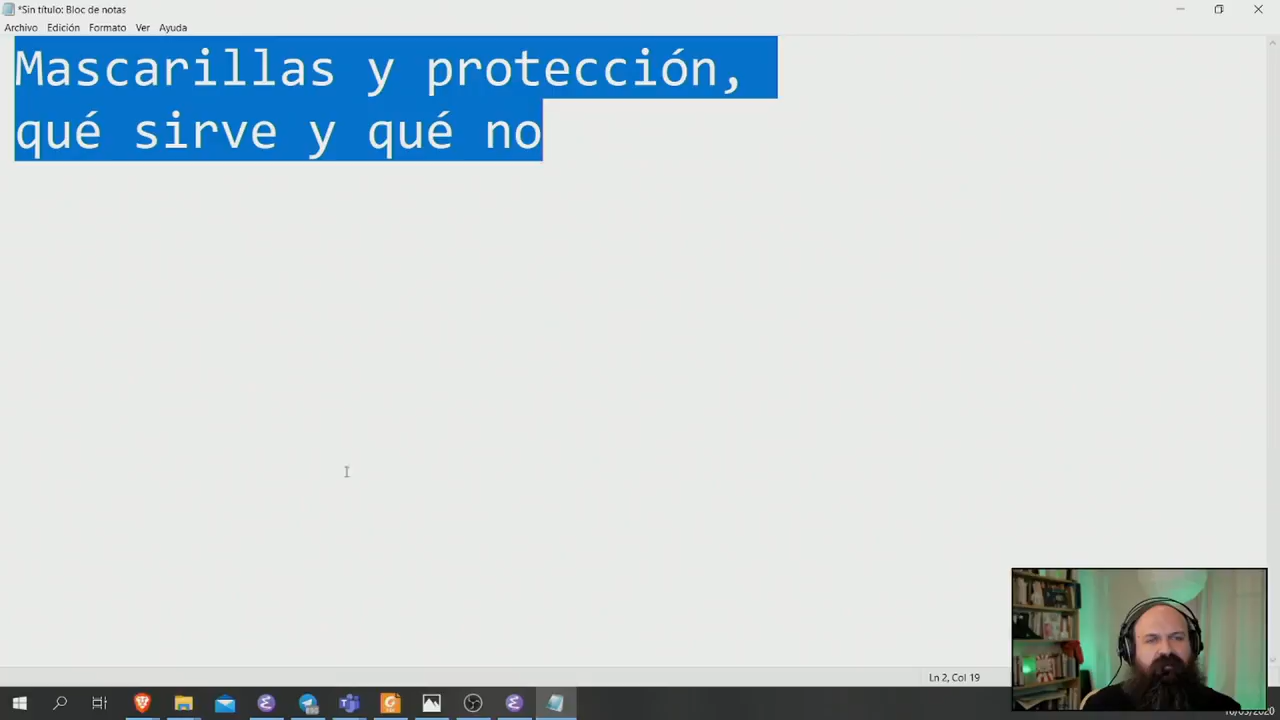 *Sin título: Bloc de notas
Archivo Edición Formato Ver Ayuda
Mascarillas y protección,
qué sirve y qué no
Ln 2, Col 19